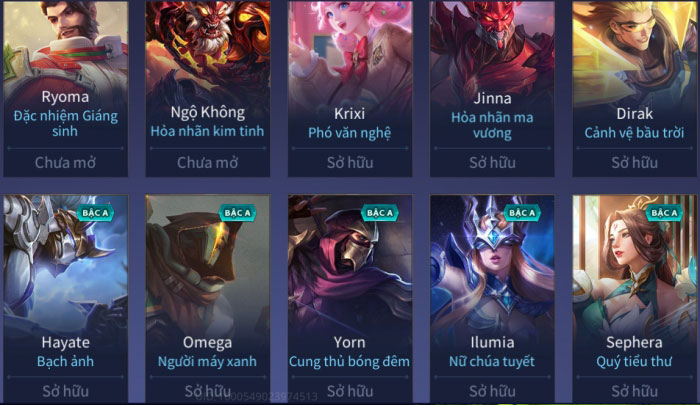 Ryoma
Đặc nhiệm Giáng
sinh
Chưa mở
Ngộ Không
Hỏa nhãn kim tinh
Chưa mở
Krixi
Phó văn nghệ
Sở hữu
Jinna
Hỏa nhãn ma
vương
Sở hữu
Dirak
Cảnh vệ bầu trời
Sở hữu
BẬC A
Hayate
Bạch ảnh
Sở hữu
BẬC A
Omega
Người máy xanh
Sở hữu
BẬC A
Yorn
Cung thủ bóng đêm
Sở hữu
BẬC A
Ilumia
Nữ chúa tuyết
Sở hữu
BẬC A
Sephera
Quý tiểu thư
Sở hữu